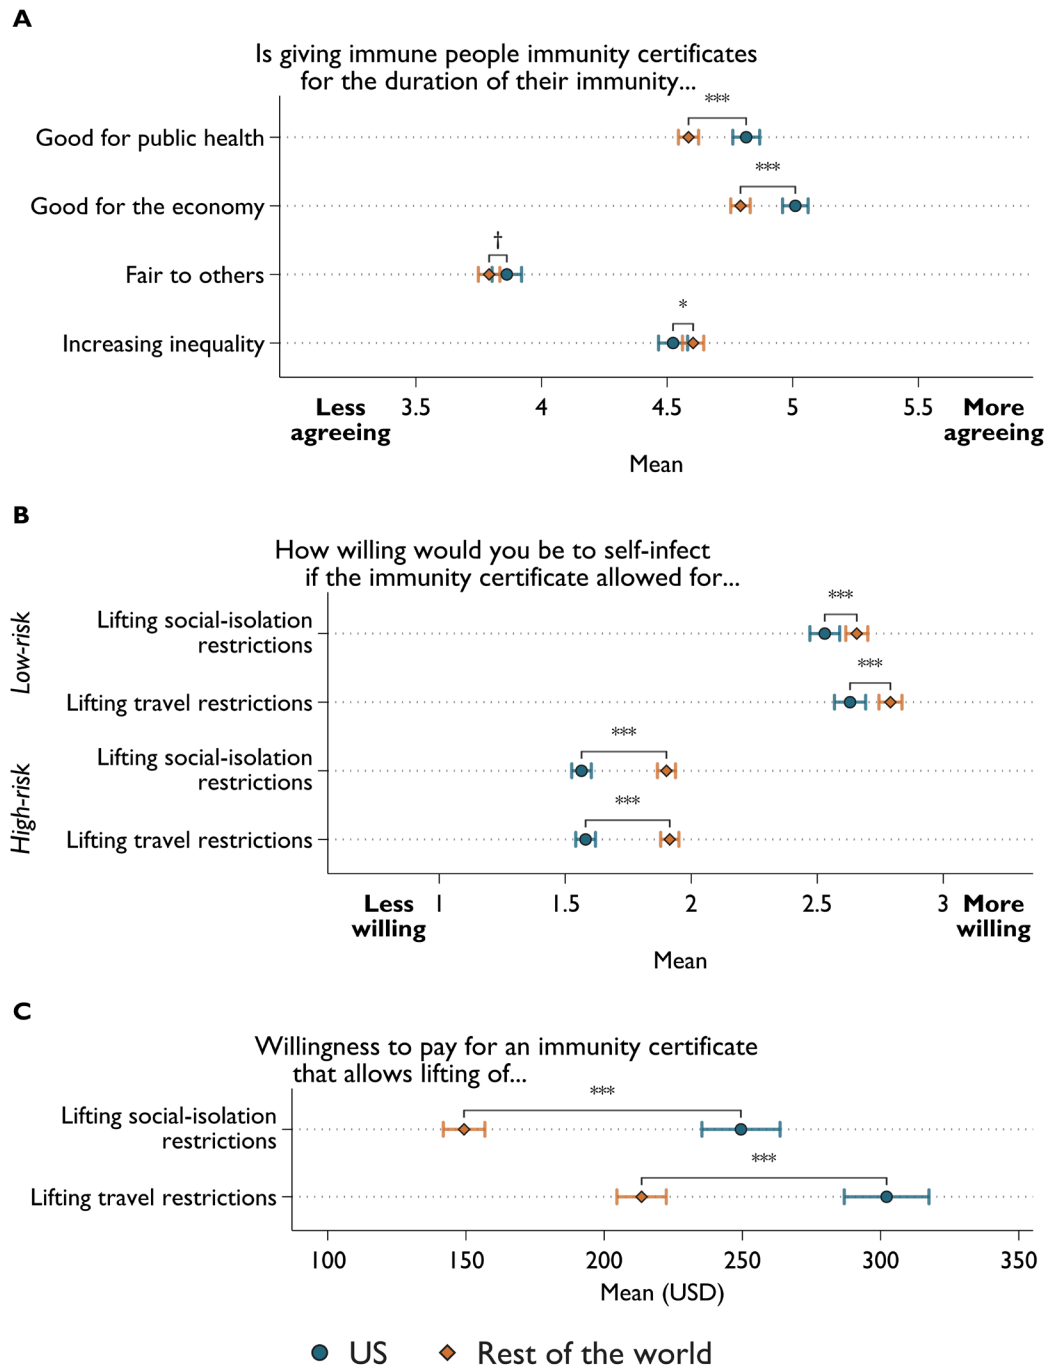 A
Is giving immune people immunity certificates
for the duration of their immunity...
***
Good for public health
***
Good for the economy
†
Fair to others
*
Increasing inequality
Less
agreeing
3.5 4 4.5 5 5.5
More
agreeing
Mean
B
How willing would you be to self-infect
if the immunity certificate allowed for...
Low-risk
***
Lifting social-isolation
restrictions
***
Lifting travel restrictions
High-risk
***
Lifting social-isolation
restrictions
***
Lifting travel restrictions
Less
willing
1 1.5 2 2.5 3
More
willing
Mean
C
Willingness to pay for an immunity certificate
that allows lifting of...
***
Lifting social-isolation
restrictions
***
Lifting travel restrictions
100 150 200 250 300 350
Mean (USD)
US Rest of the world